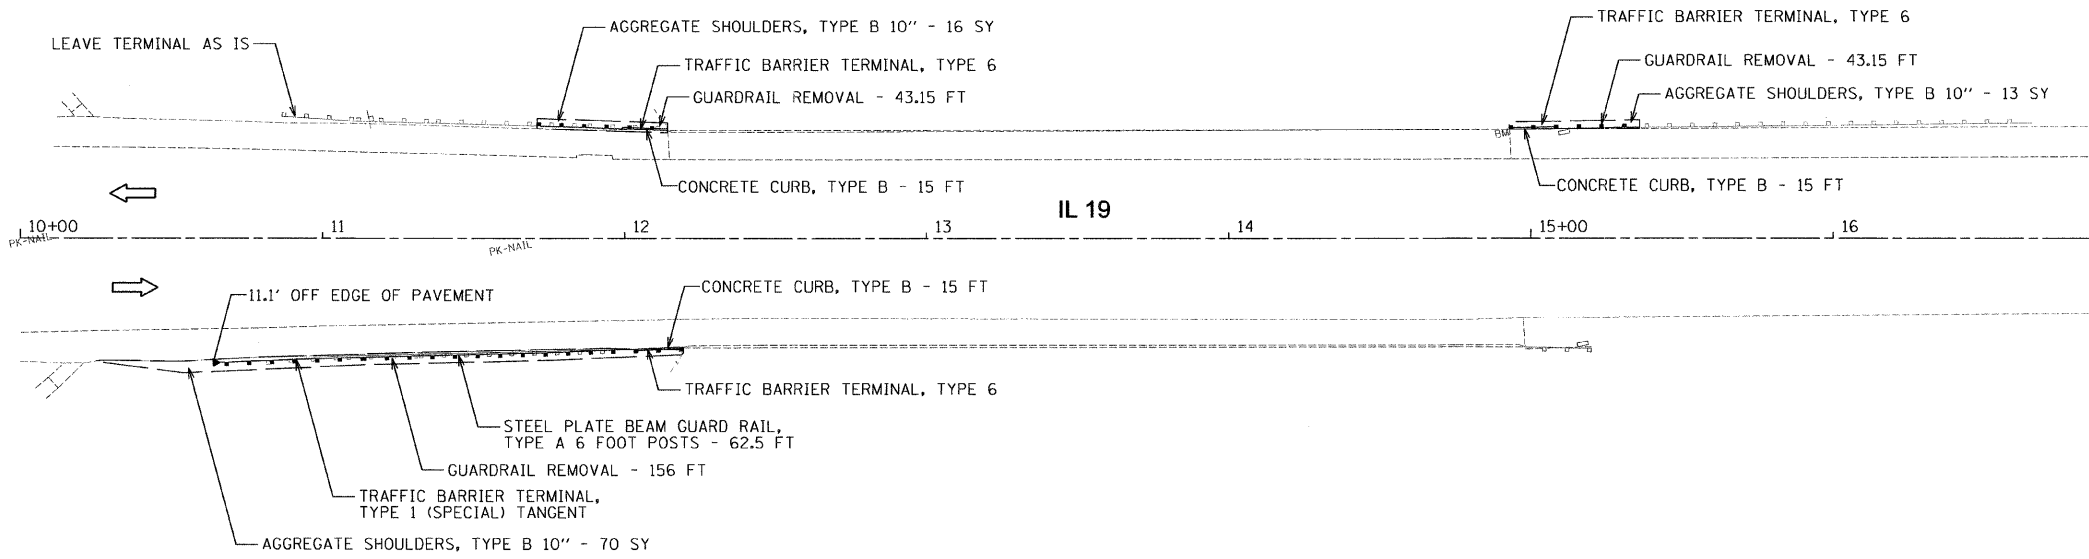 AGGREGATE SHOULDERS, TYPE B 10" - 16 SY
TRAFFIC BARRIER TERMINAL, TYPE 6
LEAVE TERMINAL AS IS
TRAFFIC BARRIER TERMINAL, TYPE 6
GUARDRAIL REMOVAL - 43.15 FT
GUARDRAIL REMOVAL - 43.15 FT
AGGREGATE SHOULDERS, TYPE B 10" - 13 SY
BM
CONCRETE CURB, TYPE B - 15 FT
CONCRETE CURB, TYPE B - 15 FT
IL 19
10+00 11 12 13 14 15+00 16
PK-NAIL
PK-NAIL
11.1' OFF EDGE OF PAVEMENT
CONCRETE CURB, TYPE B - 15 FT
TRAFFIC BARRIER TERMINAL, TYPE 6
STEEL PLATE BEAM GUARD RAIL,
TYPE A 6 FOOT POSTS - 62.5 FT
GUARDRAIL REMOVAL - 156 FT
TRAFFIC BARRIER TERMINAL,
TYPE 1 (SPECIAL) TANGENT
AGGREGATE SHOULDERS, TYPE B 10" - 70 SY